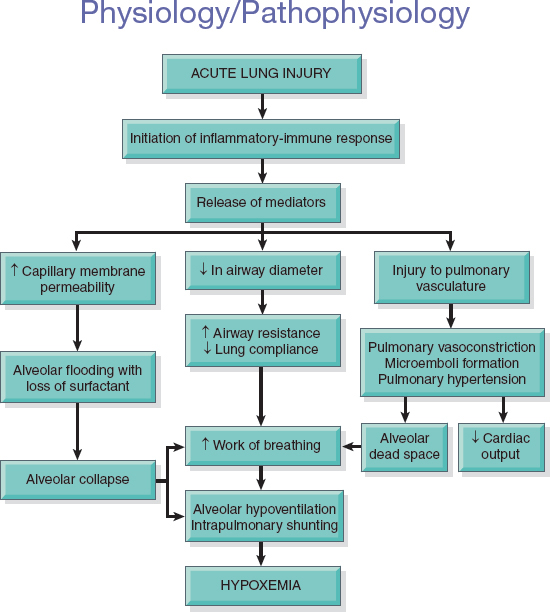 Physiology/Pathophysiology
ACUTE LUNG INJURY
Initiation of inflammatory-immune response
Release of mediators
↑ Capillary membrane
permeability
↓ In airway diameter
Injury to pulmonary
vasculature
↑ Airway resistance
↓ Lung compliance
Pulmonary vasoconstriction
Microemboli formation
Pulmonary hypertension
Alveolar flooding with
loss of surfactant
↑ Work of breathing
Alveolar
dead space
↓ Cardiac
output
Alveolar collapse
Alveolar hypoventilation
Intrapulmonary shunting
HYPOXEMIA